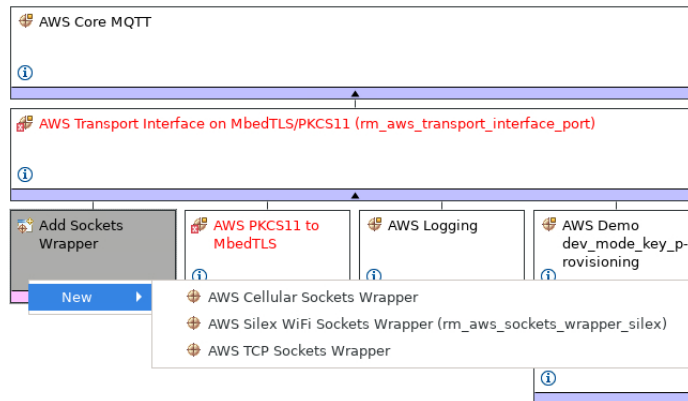 AWS Core MQTT
AWS Transport Interface on MbedTLS/PKCS11 (rm_aws_transport_interface_port)
Add Sockets
Wrapper
AWS PKCS11 to
MbedTLS
AWS Logging
AWS Demo
dev_mode_key_p-
rovisioning
New
AWS Cellular Sockets Wrapper
AWS Silex WiFi Sockets Wrapper (rm_aws_sockets_wrapper_silex)
AWS TCP Sockets Wrapper